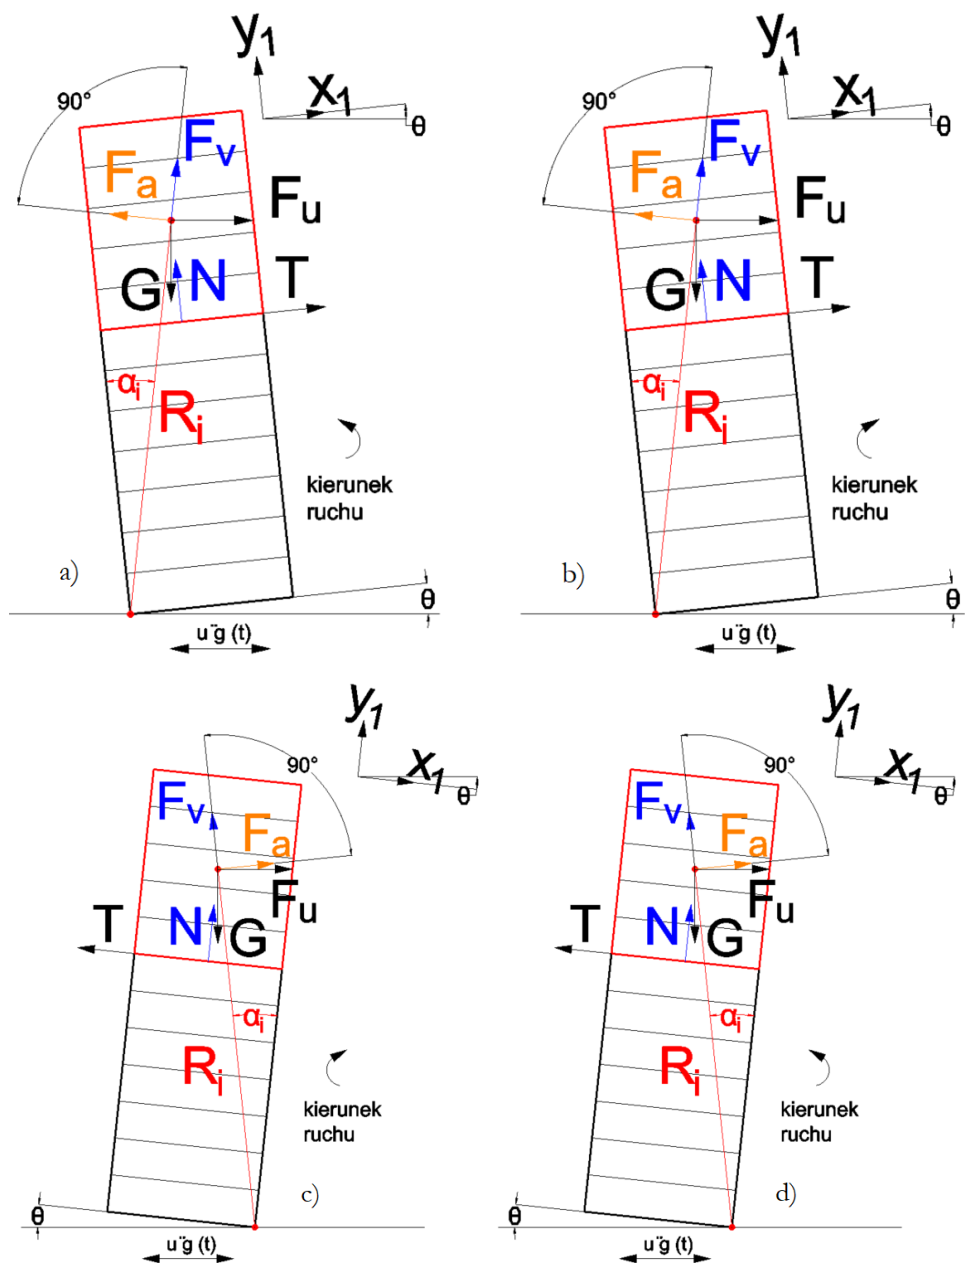 y1
x1
90°
θ
Fv
Fa
Fu
G
N
T
αi
Ri
kierunek
ruchu
a)
θ
u¨g (t)
y1
x1
90°
θ
Fv
Fa
Fu
G
N
T
αi
Ri
kierunek
ruchu
b)
θ
u¨g (t)
y1
x1
90°
θ
Fv
Fa
Fu
T
N
G
αi
Ri
kierunek
ruchu
c)
θ
u¨g (t)
y1
x1
90°
θ
Fv
Fa
Fu
T
N
G
αi
Ri
kierunek
ruchu
d)
θ
u¨g (t)